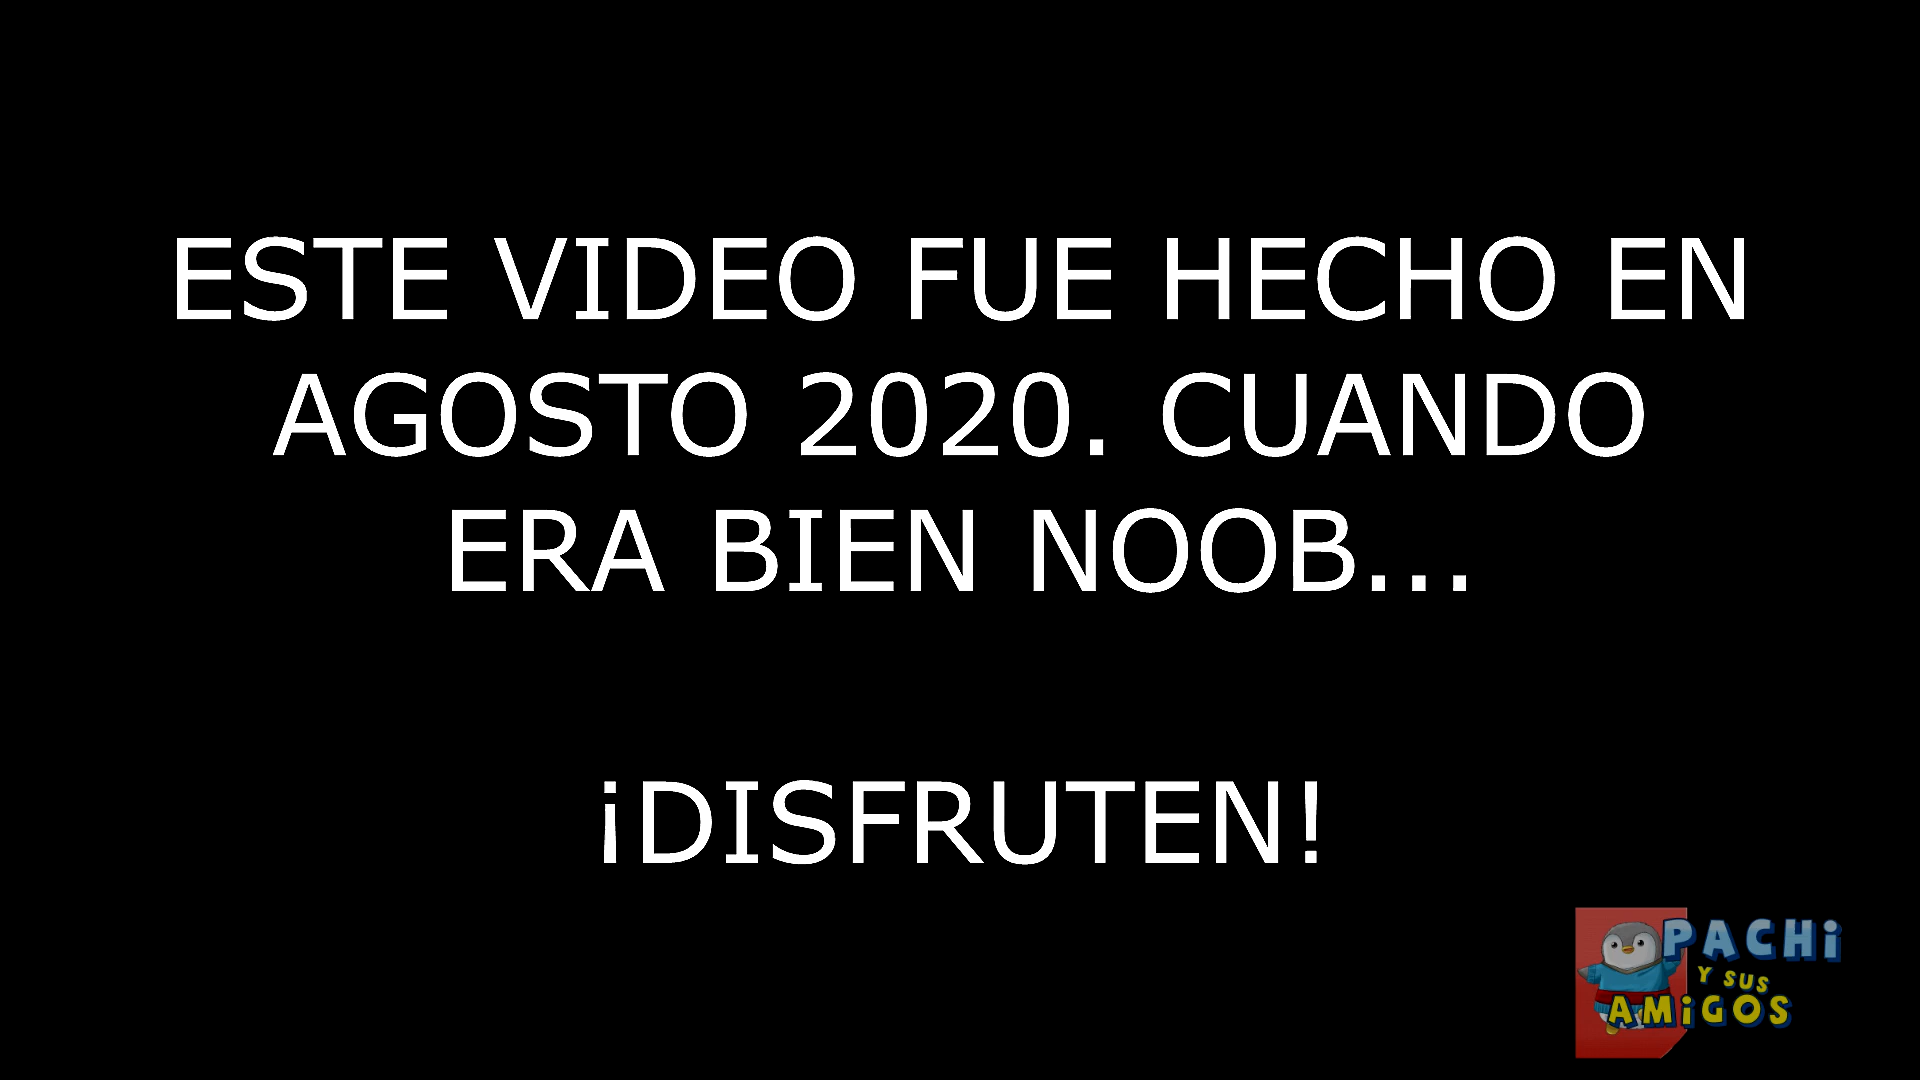 ESTE VIDEO FUE HECHO EN
AGOSTO 2020. CUANDO
ERA BIEN NOOB...
¡DISFRUTEN!
PACHi
Y SUS
AMiGOS